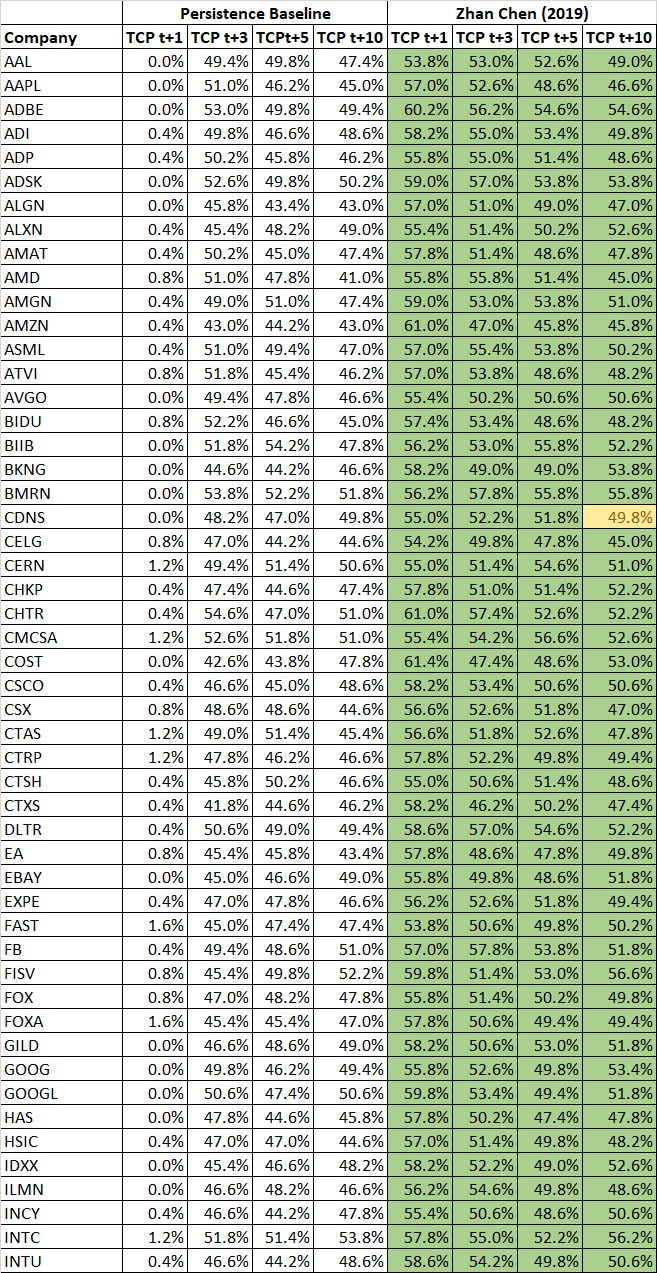 Persistence Baseline Zhan Chen (2019)
Company TCP t+1 TCP t+3 TCPt+5 TCP t+10 TCP t+1 TCP t+3 TCP t+5 TCP t+10
AAL 0.0% 49.4% 49.8% 47.4% 53.8% 53.0% 52.6% 49.0%
AAPL 0.0% 51.0% 46.2% 45.0% 57.0% 52.6% 48.6% 46.6%
ADBE 0.0% 53.0% 49.8% 49.4% 60.2% 56.2% 54.6% 54.6%
ADI 0.4% 49.8% 46.6% 48.6% 58.2% 55.0% 53.4% 49.8%
ADP 0.4% 50.2% 45.8% 46.2% 55.8% 55.0% 51.4% 48.6%
ADSK 0.0% 52.6% 49.8% 50.2% 59.0% 57.0% 53.8% 53.8%
ALGN 0.0% 45.8% 43.4% 43.0% 57.0% 51.0% 49.0% 47.0%
ALXN 0.4% 45.4% 48.2% 49.0% 55.4% 51.4% 50.2% 52.6%
AMAT 0.4% 50.2% 45.0% 47.4% 57.8% 51.4% 48.6% 47.8%
AMD 0.8% 51.0% 47.8% 41.0% 55.8% 55.8% 51.4% 45.0%
AMGN 0.4% 49.0% 51.0% 47.4% 59.0% 53.0% 53.8% 51.0%
AMZN 0.4% 43.0% 44.2% 43.0% 61.0% 47.0% 45.8% 45.8%
ASML 0.4% 51.0% 49.4% 47.0% 57.0% 55.4% 53.8% 50.2%
ATVI 0.8% 51.8% 45.4% 46.2% 57.0% 53.8% 48.6% 48.2%
AVGO 0.0% 49.4% 47.8% 46.6% 55.4% 50.2% 50.6% 50.6%
BIDU 0.8% 52.2% 46.6% 45.0% 57.4% 53.4% 48.6% 48.2%
BIIB 0.0% 51.8% 54.2% 47.8% 56.2% 53.0% 55.8% 52.2%
BKNG 0.0% 44.6% 44.2% 46.6% 58.2% 49.0% 49.0% 53.8%
BMRN 0.0% 53.8% 52.2% 51.8% 56.2% 57.8% 55.8% 55.8%
CDNS 0.0% 48.2% 47.0% 49.8% 55.0% 52.2% 51.8% 49.8%
CELG 0.8% 47.0% 44.2% 44.6% 54.2% 49.8% 47.8% 45.0%
CERN 1.2% 49.4% 51.4% 50.6% 55.0% 51.4% 54.6% 51.0%
CHKP 0.4% 47.4% 44.6% 47.4% 57.8% 51.0% 51.4% 52.2%
CHTR 0.4% 54.6% 47.0% 51.0% 61.0% 57.4% 52.6% 52.2%
CMCSA 1.2% 52.6% 51.8% 51.0% 55.4% 54.2% 56.6% 52.6%
COST 0.0% 42.6% 43.8% 47.8% 61.4% 47.4% 48.6% 53.0%
CSCO 0.4% 46.6% 45.0% 48.6% 58.2% 53.4% 50.6% 50.6%
CSX 0.8% 48.6% 48.6% 44.6% 56.6% 52.6% 51.8% 47.0%
CTAS 1.2% 49.0% 51.4% 45.4% 56.6% 51.8% 52.6% 47.8%
CTRP 1.2% 47.8% 46.2% 46.6% 57.8% 52.2% 49.8% 49.4%
CTSH 0.4% 45.8% 50.2% 46.6% 55.0% 50.6% 51.4% 48.6%
CTXS 0.4% 41.8% 44.6% 46.2% 58.2% 46.2% 50.2% 47.4%
DLTR 0.4% 50.6% 49.0% 49.4% 58.6% 57.0% 54.6% 52.2%
EA 0.8% 45.4% 45.8% 43.4% 57.8% 48.6% 47.8% 49.8%
EBAY 0.0% 45.0% 46.6% 49.0% 55.8% 49.8% 48.6% 51.8%
EXPE 0.4% 47.0% 47.8% 46.6% 56.2% 52.6% 51.8% 49.4%
FAST 1.6% 45.0% 47.4% 47.4% 53.8% 50.6% 49.8% 50.2%
FB 0.4% 49.4% 48.6% 51.0% 57.0% 57.8% 53.8% 51.8%
FISV 0.8% 45.4% 49.8% 52.2% 59.8% 51.4% 53.0% 56.6%
FOX 0.8% 47.0% 48.2% 47.8% 55.8% 51.4% 50.2% 49.8%
FOXA 1.6% 45.4% 45.4% 47.0% 57.8% 50.6% 49.4% 49.4%
GILD 0.0% 46.6% 48.6% 49.0% 58.2% 50.6% 53.0% 51.8%
GOOG 0.0% 49.8% 46.2% 49.4% 55.8% 52.6% 49.8% 53.4%
GOOGL 0.0% 50.6% 47.4% 50.6% 59.8% 53.4% 49.4% 51.8%
HAS 0.0% 47.8% 44.6% 45.8% 57.8% 50.2% 47.4% 47.8%
HSIC 0.4% 47.0% 47.0% 44.6% 57.0% 51.4% 49.8% 48.2%
IDXX 0.0% 45.4% 46.6% 48.2% 58.2% 52.2% 49.0% 52.6%
ILMN 0.0% 46.6% 48.2% 46.6% 56.2% 54.6% 49.8% 48.6%
INCY 0.4% 46.6% 44.2% 47.8% 55.4% 50.6% 48.6% 50.6%
INTC 1.2% 51.8% 51.4% 53.8% 57.8% 55.0% 52.2% 56.2%
INTU 0.4% 46.6% 44.2% 48.6% 58.6% 54.2% 49.8% 50.6%